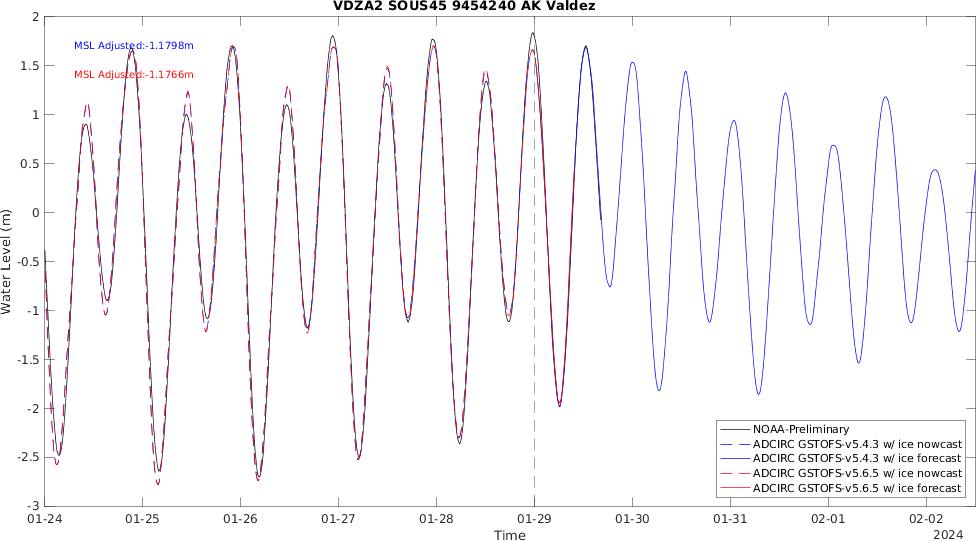 VDZA2 SOUS45 9454240 AK Valdez
2
1.5
1
0.5
0
-0.5
-1
-1.5
-2
-2.5
-3
Water Level (m)
MSL Adjusted:-1.1798m
MSL Adjusted:-1.1766m
NOAA-Preliminary
ADCIRC GSTOFS-v5.4.3 w/ ice nowcast
ADCIRC GSTOFS-v5.4.3 w/ ice forecast
ADCIRC GSTOFS-v5.6.5 w/ ice nowcast
ADCIRC GSTOFS-v5.6.5 w/ ice forecast
01-24 01-25 01-26 01-27 01-28 01-29 01-30 01-31 02-01 02-02
Time
2024